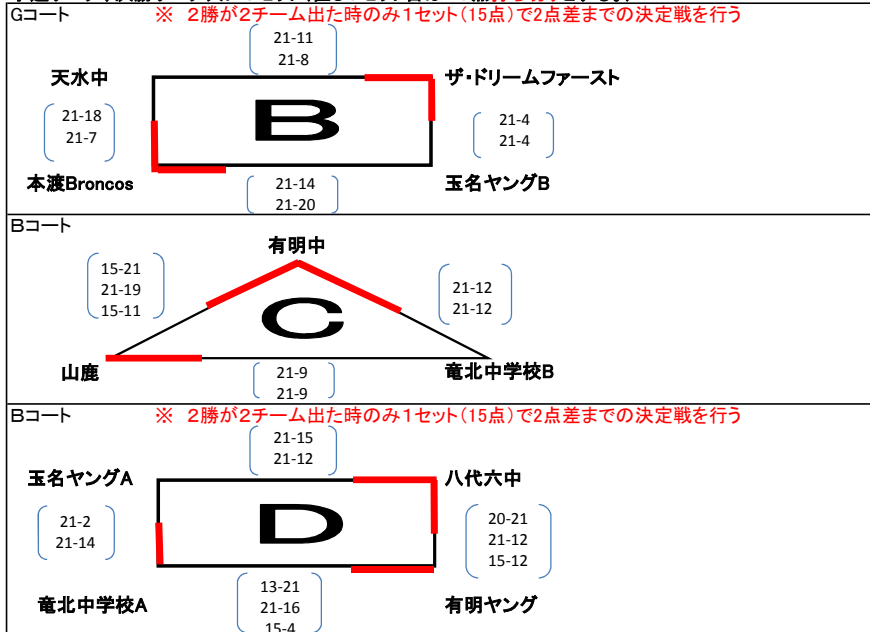 Gコート ※ 2勝が2チーム出た時のみ1セット(15点)で2点差までの決定戦を行う
21-11
21-8
天水中 ザ・ドリームファースト
B
21-18
21-7
21-4
21-4
本渡Broncos 玉名ヤングB
21-14
21-20
Bコート
有明中
15-21
21-19
15-11
21-12
21-12
C
山鹿 竜北中学校B
21-9
21-9
Bコート ※ 2勝が2チーム出た時のみ1セット(15点)で2点差までの決定戦を行う
21-15
21-12
玉名ヤングA 八代六中
D
21-2
21-14
20-21
21-12
15-12
竜北中学校A 有明ヤング
13-21
21-16
15-4